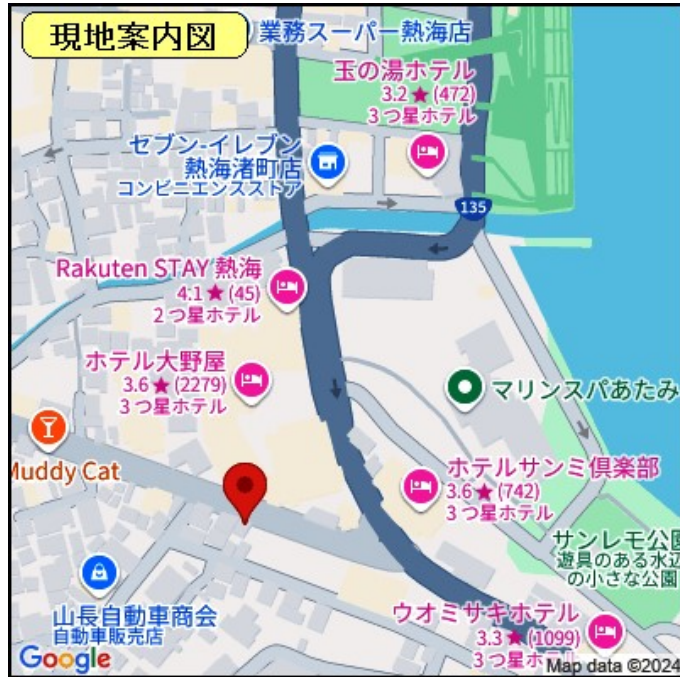 現地案内図
業務スーパー熱海店
玉の湯ホテル
3.2★(472)
3つ星ホテル
セブン-イレブン
熱海渚町店
コンビニエンスストア
135
Rakuten STAY 熱海
4.1★(45)
2つ星ホテル
ホテル大野屋
3.6★(2279)
3つ星ホテル
マリンスパあたみ
Muddy Cat
ホテルサンミ倶楽部
3.6★(742)
3つ星ホテル
サンレモ公園
遊具のある水辺
の小さな公園
山長自動車商会
自動車販売店
ウオミサキホテル
3.3★(1099)
3つ星ホテル
Google
Map data ©2024